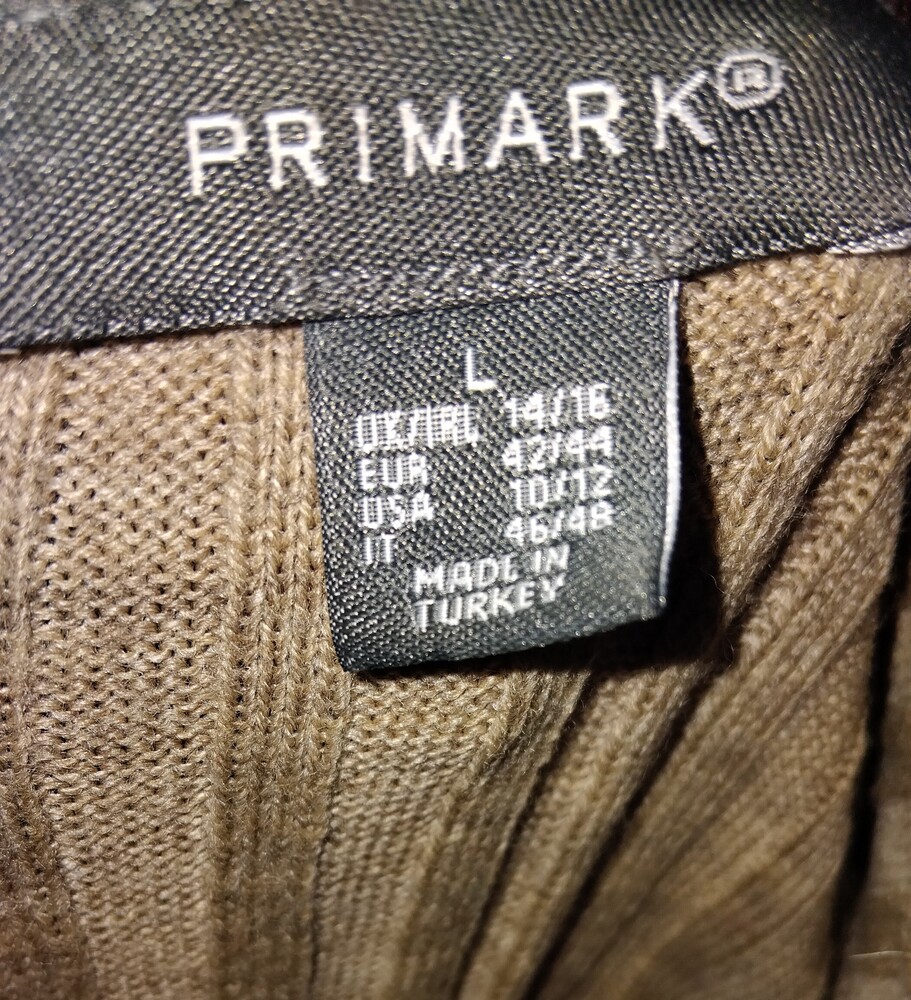 PRIMARK®
L
UK/IRL 14/16
EUR 42/44
USA 10/12
IT 46/48
MADE IN
TURKEY